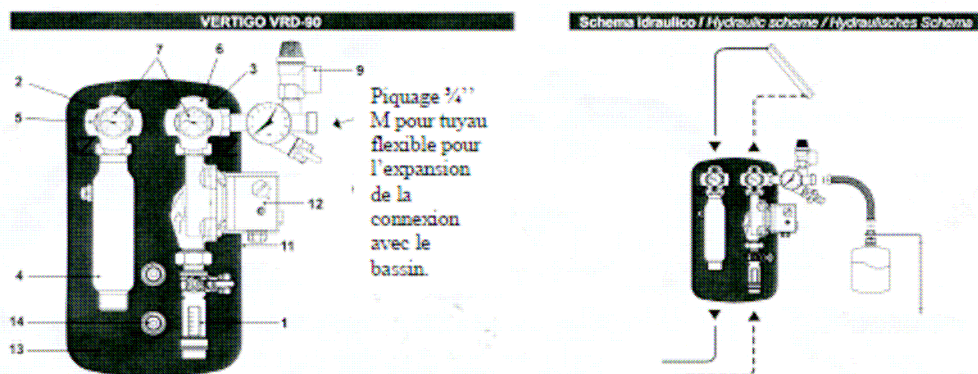 VERTIGO VRD-90
Schema idraulico / Hydraulic scheme / Hydraulisches Schema
7
6
2
3
9
5
Piquage ¾’’
M pour tuyau
flexible pour
l’expansion
de la
connexion
avec le
bassin.
12
11
4
14
1
13